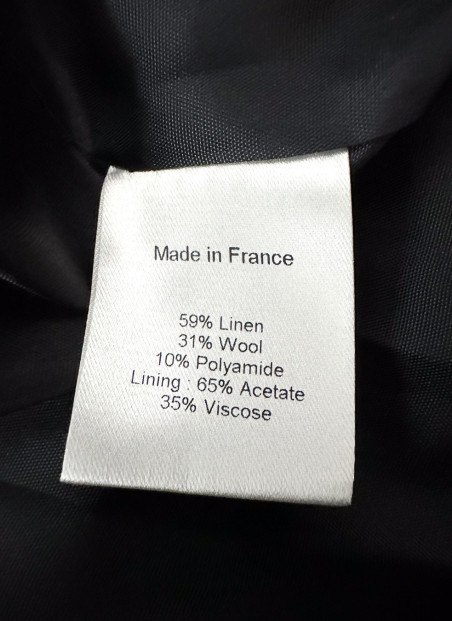 Made in France
59% Linen
31% Wool
10% Polyamide
Lining : 65% Acetate
35% Viscose